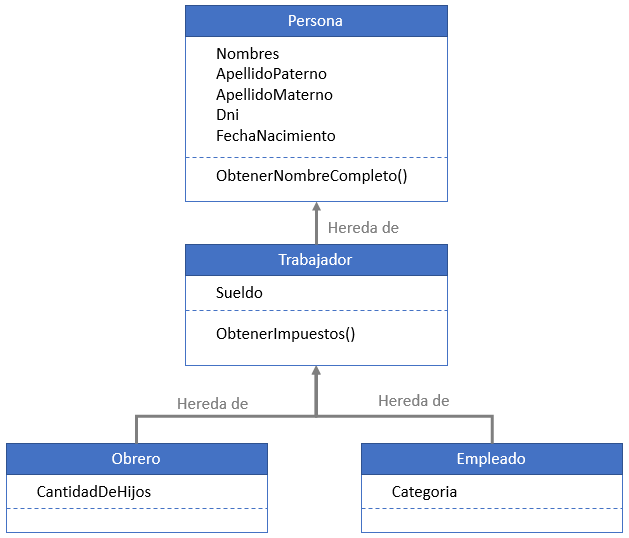 Persona
Nombres
ApellidoPaterno
ApellidoMaterno
Dni
FechaNacimiento
ObtenerNombreCompleto()
Hereda de
Trabajador
Sueldo
ObtenerImpuestos()
Hereda de
Hereda de
Obrero
CantidadDeHijos
Empleado
Categoria